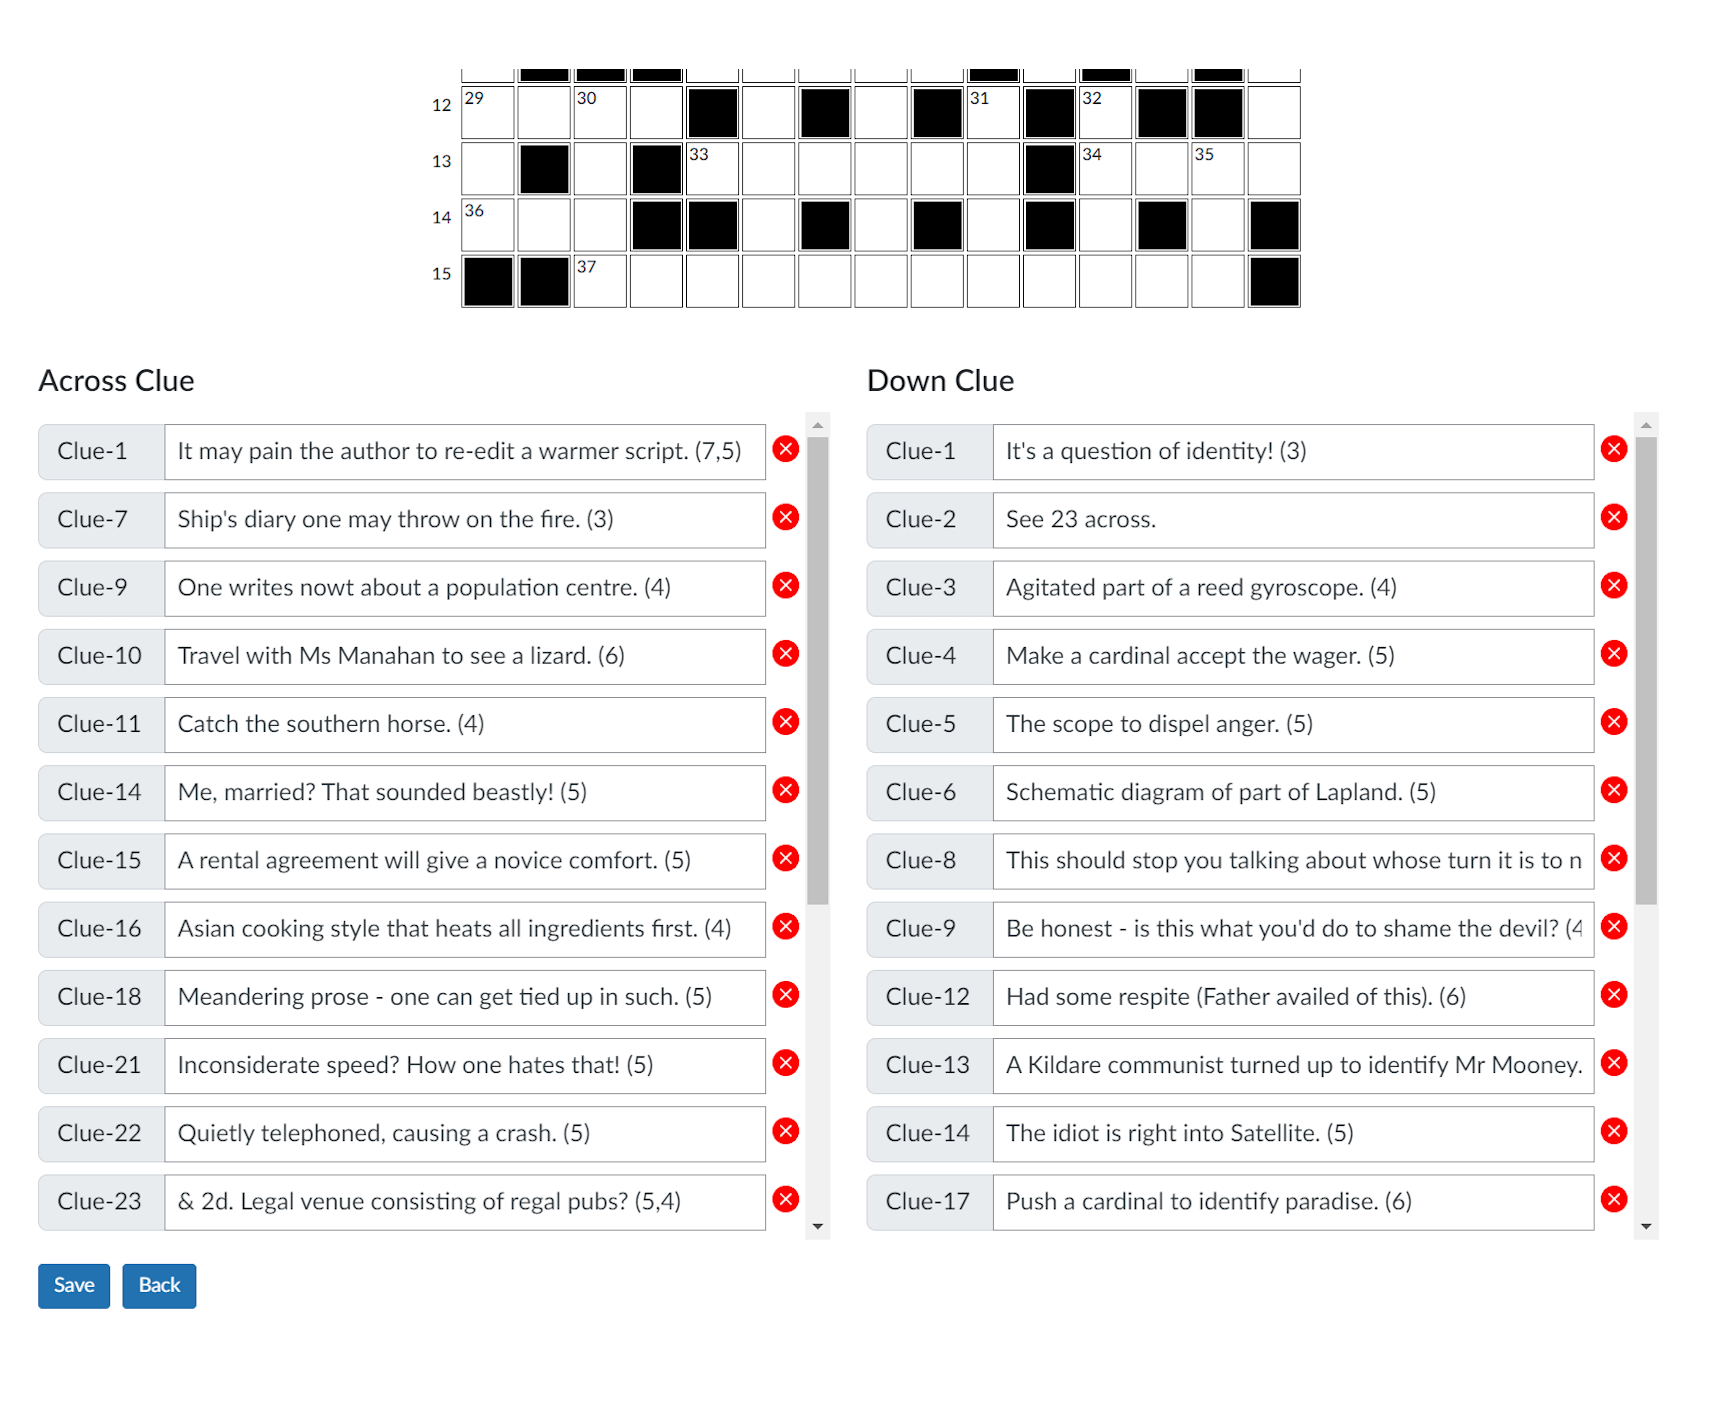 12 29 30 31 32
13 33 34 35
14 36
15 37
Across Clue
Clue-1 It may pain the author to re-edit a warmer script. (7,5)
Clue-7 Ship's diary one may throw on the fire. (3)
Clue-9 One writes nowt about a population centre. (4)
Clue-10 Travel with Ms Manahan to see a lizard. (6)
Clue-11 Catch the southern horse. (4)
Clue-14 Me, married? That sounded beastly! (5)
Clue-15 A rental agreement will give a novice comfort. (5)
Clue-16 Asian cooking style that heats all ingredients first. (4)
Clue-18 Meandering prose - one can get tied up in such. (5)
Clue-21 Inconsiderate speed? How one hates that! (5)
Clue-22 Quietly telephoned, causing a crash. (5)
Clue-23 & 2d. Legal venue consisting of regal pubs? (5,4)
Down Clue
Clue-1 It's a question of identity! (3)
Clue-2 See 23 across.
Clue-3 Agitated part of a reed gyroscope. (4)
Clue-4 Make a cardinal accept the wager. (5)
Clue-5 The scope to dispel anger. (5)
Clue-6 Schematic diagram of part of Lapland. (5)
Clue-8 This should stop you talking about whose turn it is to n
Clue-9 Be honest - is this what you'd do to shame the devil? (4
Clue-12 Had some respite (Father availed of this). (6)
Clue-13 A Kildare communist turned up to identify Mr Mooney.
Clue-14 The idiot is right into Satellite. (5)
Clue-17 Push a cardinal to identify paradise. (6)
Save Back